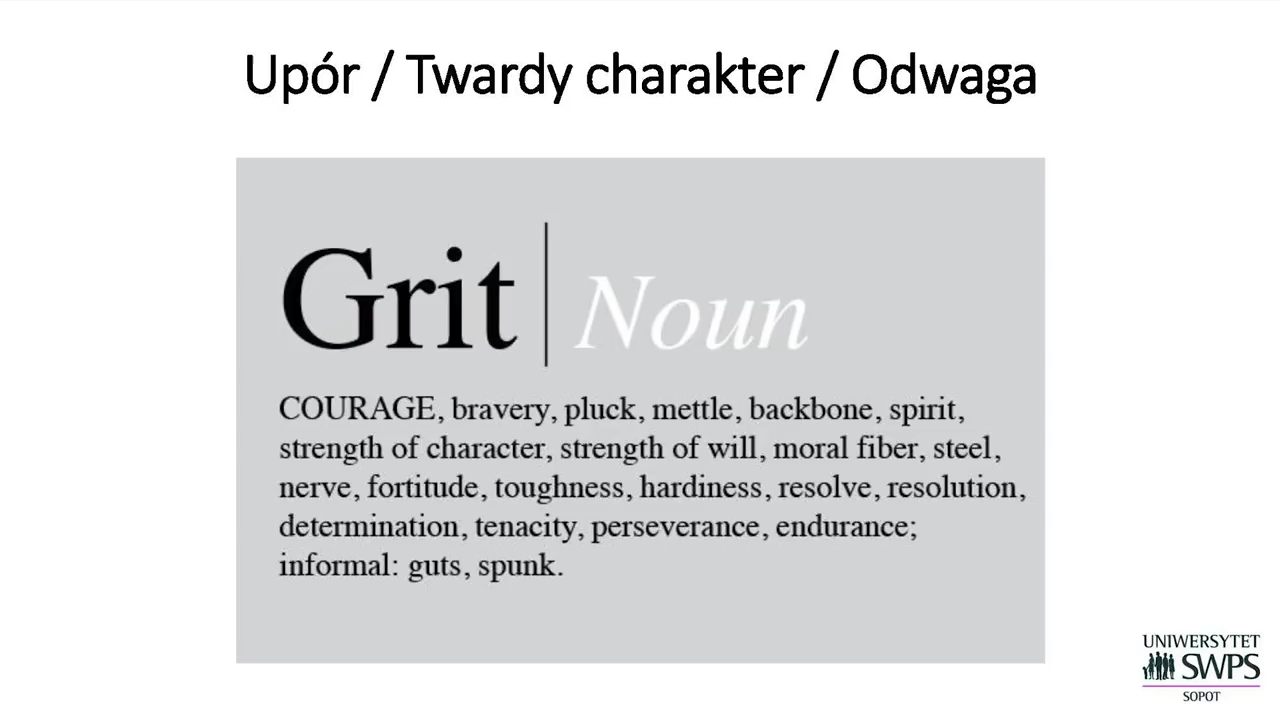 Upór / Twardy charakter / Odwaga
Grit | Noun
COURAGE, bravery, pluck, mettle, backbone, spirit,
strength of character, strength of will, moral fiber, steel,
nerve, fortitude, toughness, hardiness, resolve, resolution,
determination, tenacity, perseverance, endurance;
informal: guts, spunk.
UNIWERSYTET
SWPS
SOPOT